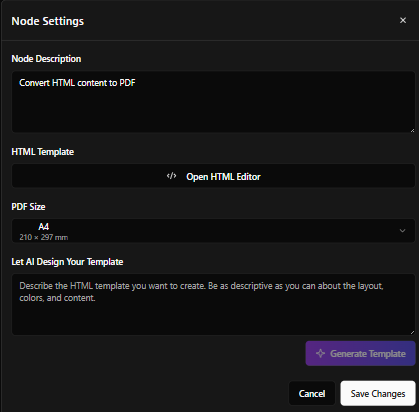 Node Settings
Node Description
Convert HTML content to PDF
HTML Template
Open HTML Editor
PDF Size
A4
210 × 297 mm
Let AI Design Your Template
Describe the HTML template you want to create. Be as descriptive as you can about the layout,
colors, and content.
Generate Template
Cancel
Save Changes